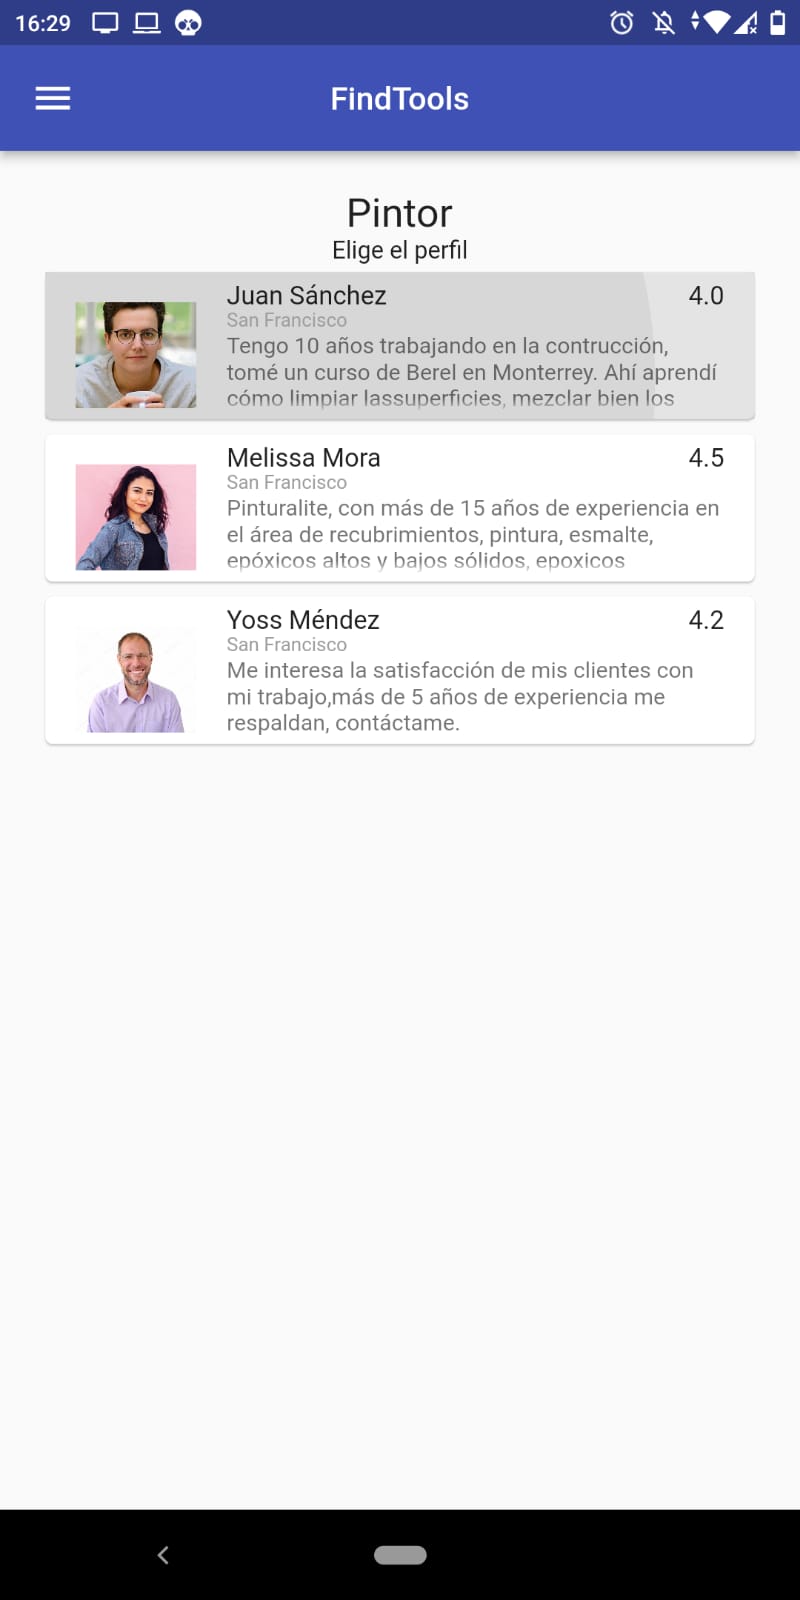 16:29
FindTools
Pintor
Elige el perfil
Juan Sánchez 4.0
San Francisco
Tengo 10 años trabajando en la contrucción,
tomé un curso de Berel en Monterrey. Ahí aprendí
cómo limpiar lassuperficies, mezclar bien los
Melissa Mora 4.5
San Francisco
Pinturalite, con más de 15 años de experiencia en
el área de recubrimientos, pintura, esmalte,
epóxicos altos y bajos sólidos, epoxicos
Yoss Méndez 4.2
San Francisco
Me interesa la satisfacción de mis clientes con
mi trabajo,más de 5 años de experiencia me
respaldan, contáctame.